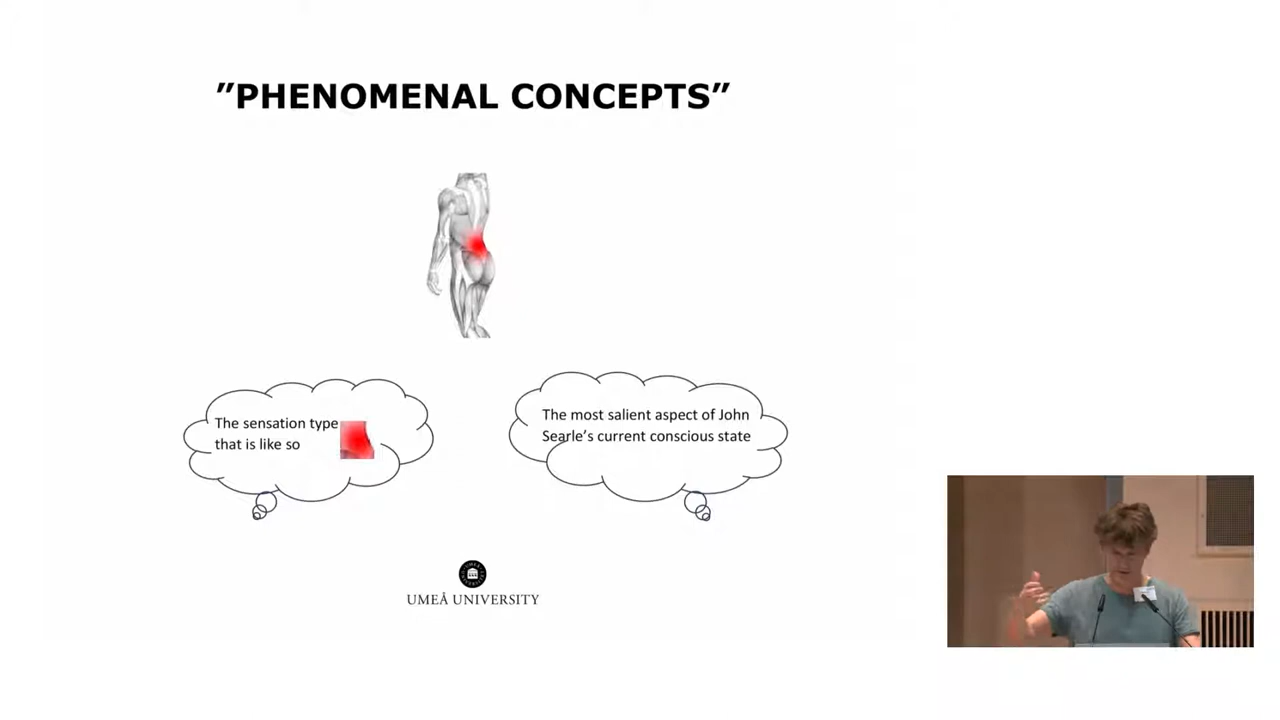 ”PHENOMENAL CONCEPTS”
The sensation type
that is like so
The most salient aspect of John
Searle’s current conscious state
UMEÅ UNIVERSITY